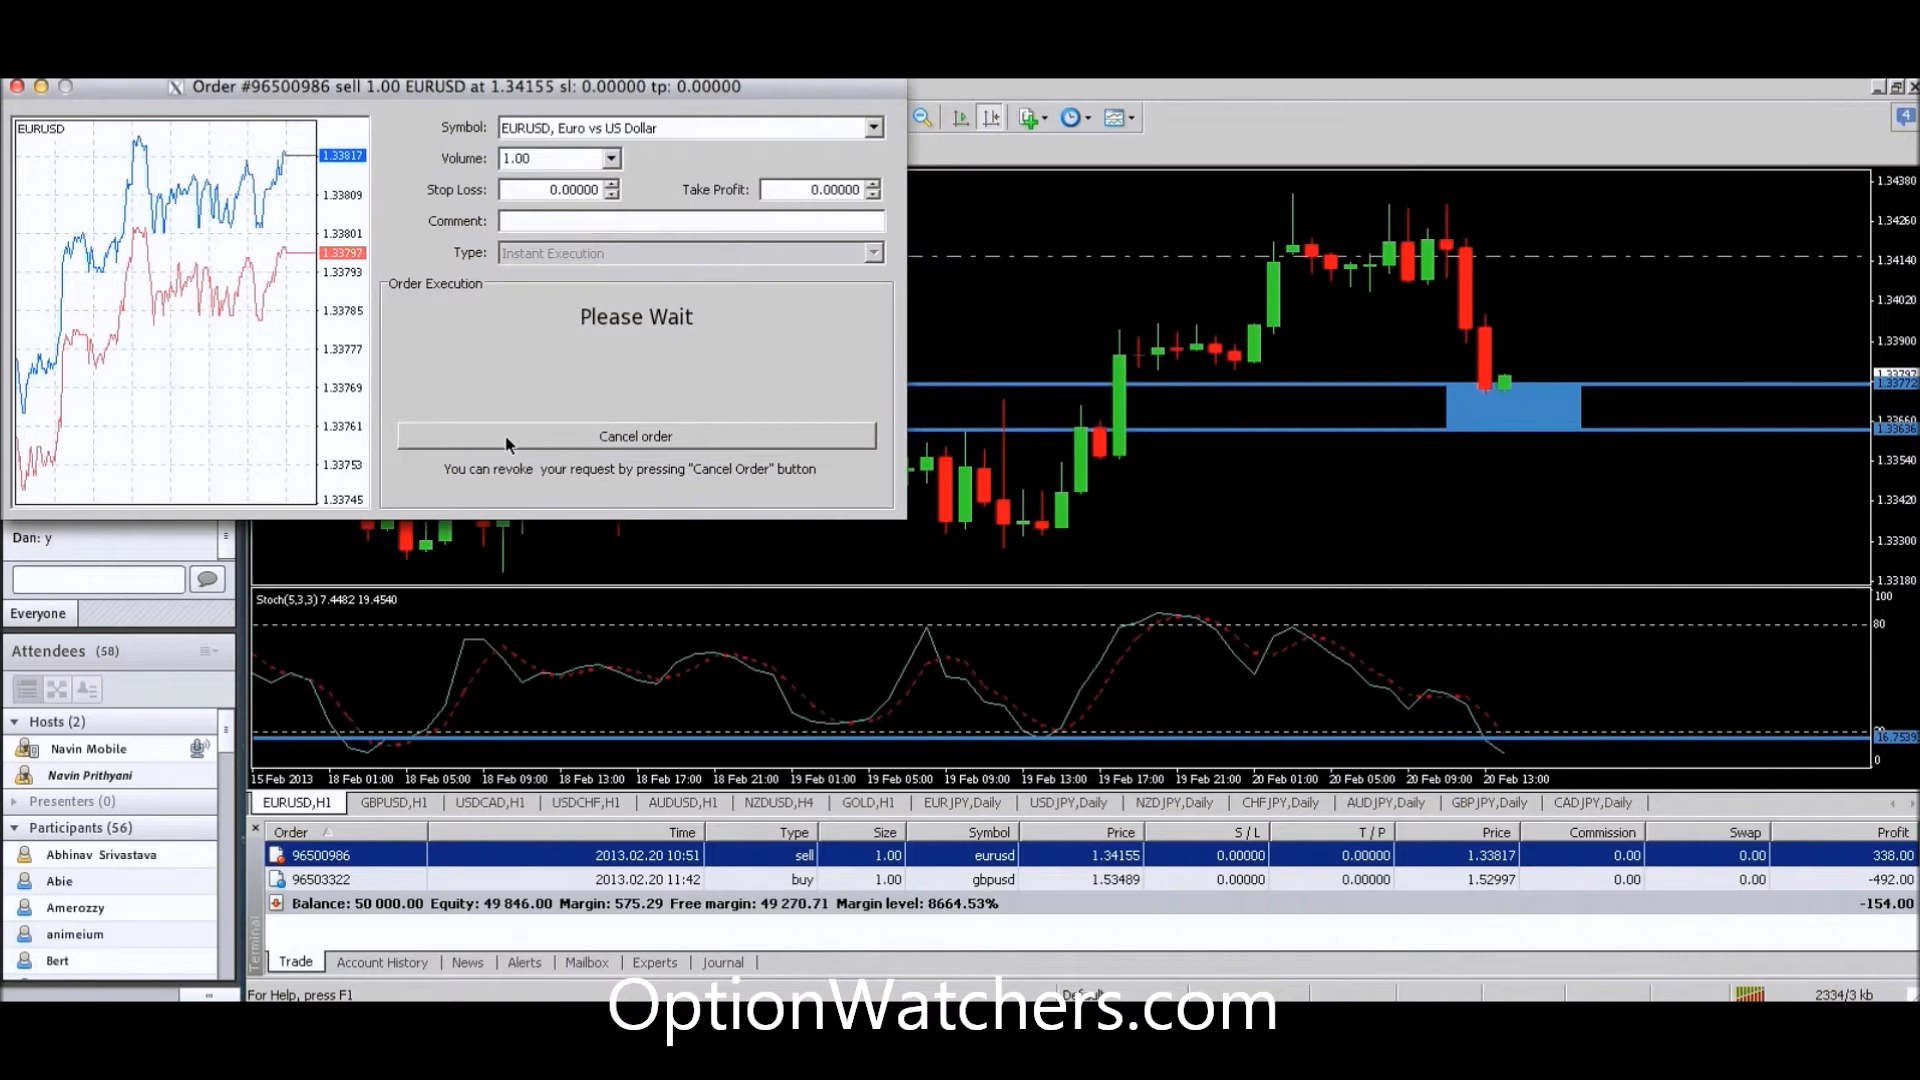 Order #96500986 sell 1.00 EURUSD at 1.34155 sl: 0.00000 tp: 0.00000
EURUSD
1.33817
1.33809
1.33801
1.33797
1.33793
1.33785
1.33777
1.33769
1.33761
1.33753
1.33745
Symbol: EURUSD, Euro vs US Dollar
Volume: 1.00
Stop Loss: 0.00000 Take Profit: 0.00000
Comment:
Type: Instant Execution
Order Execution
Please Wait
Cancel order
You can revoke your request by pressing "Cancel Order" button
4
1.34380
1.34260
1.34140
1.34020
1.33900
1.33772
1.33636
1.33540
1.33420
1.33300
1.33180
Dan: y
Everyone
Attendees (58)
Hosts (2)
Navin Mobile
Navin Prithyani
Presenters (0)
Participants (56)
Abhinav Srivastava
Abie
Amerozzy
animeium
Bert
Stoch(5,3,3) 7.4482 19.4540
100
80
16.7539
0
15 Feb 2013 18 Feb 01:00 18 Feb 05:00 18 Feb 09:00 18 Feb 13:00 18 Feb 17:00 18 Feb 21:00 19 Feb 01:00 19 Feb 05:00 19 Feb 09:00 19 Feb 13:00 19 Feb 17:00 19 Feb 21:00 20 Feb 01:00 20 Feb 05:00 20 Feb 09:00 20 Feb 13:00
EURUSD,H1 GBPUSD,H1 USDCAD,H1 USDCHF,H1 AUDUSD,H1 NZDUSD,H4 GOLD,H1 EURJPY,Daily USDJPY,Daily NZDJPY,Daily CHFJPY,Daily AUDJPY,Daily GBPJPY,Daily CADJPY,Daily
Order Time Type Size Symbol Price S / L T / P Price Commission Swap Profit
96500986 2013.02.20 10:51 sell 1.00 eurusd 1.34155 0.00000 0.00000 1.33817 0.00 0.00 338.00
96503322 2013.02.20 11:42 buy 1.00 gbpusd 1.53489 0.00000 0.00000 1.52997 0.00 0.00 -492.00
Balance: 50 000.00 Equity: 49 846.00 Margin: 575.29 Free margin: 49 270.71 Margin level: 8664.53% -154.00
Terminal
Trade Account History News Alerts Mailbox Experts Journal
For Help, press F1
2334/3 kb
OptionWatchers.com